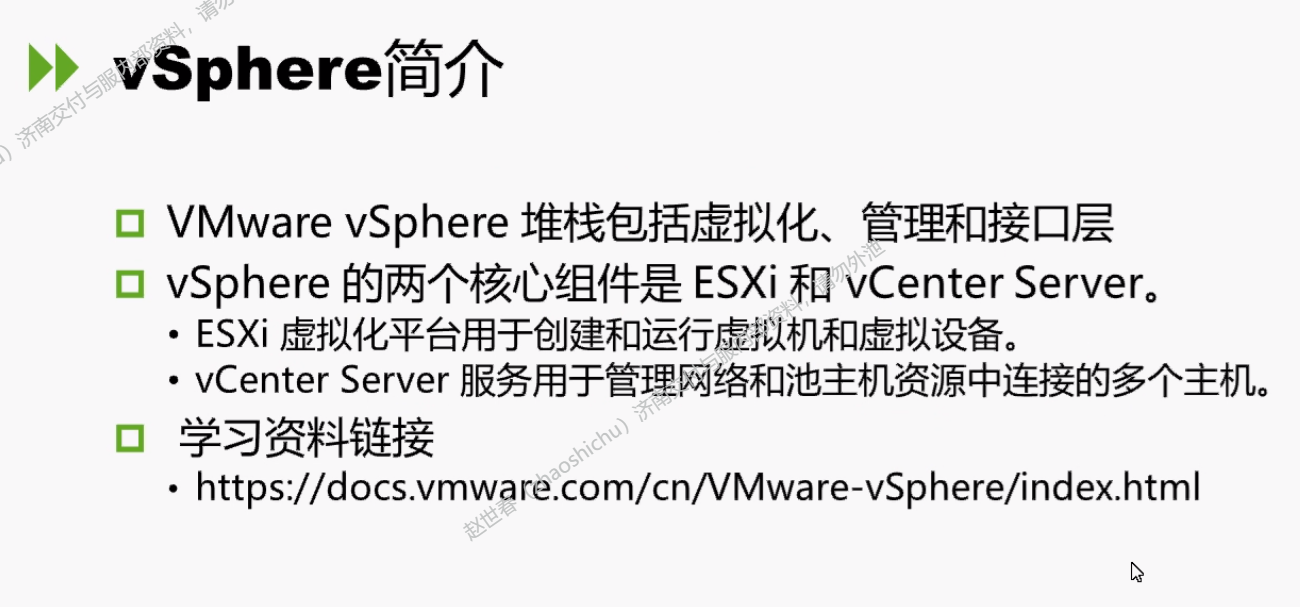 vSphere简介
VMware vSphere 堆栈包括虚拟化、管理和接口层
vSphere 的两个核心组件是 ESXi 和 vCenter Server。
• ESXi 虚拟化平台用于创建和运行虚拟机和虚拟设备。
• vCenter Server 服务用于管理网络和池主机资源中连接的多个主机。
学习资料链接
• https://docs.vmware.com/cn/VMware-vSphere/index.html
赵世春（zhaoshichu）济南交付与服内部资料，请勿外泄
）济南交付与服内部资料，请勿